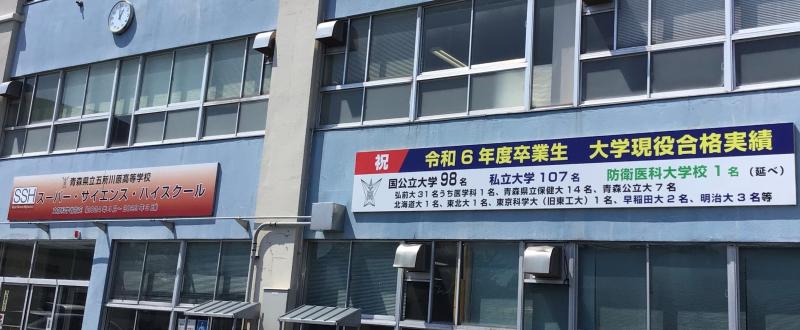 青森県立五所川原高等学校
SSH スーパー・サイエンス・ハイスクール
祝 令和6年度卒業生 大学現役合格実績
国公立大学98名 私立大学107名 防衛医科大学校1名(延べ)
弘前大31名うち医学科1名、青森県立保健大14名、青森公立大7名
北海道大1名、東北大1名、東京科学大(旧東工大)1名、早稲田大2名、明治大3名等